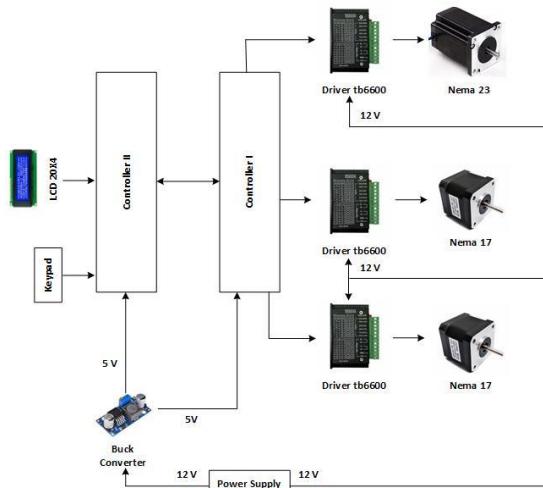 Driver tb6600
Nema 23
12 V
LCD 20X4
Controller II
Controller I
Driver tb6600
Nema 17
12 V
Keypad
Driver tb6600
Nema 17
5 V
5V
Buck
Converter
12 V
Power Supply
12 V